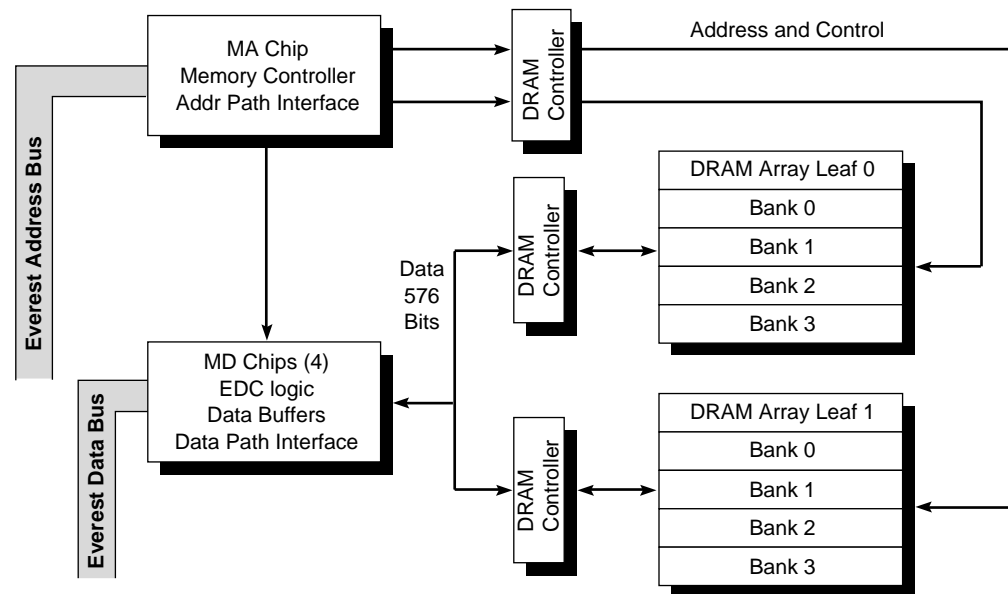 MA Chip
Memory Controller
Addr Path Interface
DRAM
Controller
Address and Control
Everest Address Bus
DRAM Array Leaf 0
Bank 0
Bank 1
Bank 2
Bank 3
DRAM
Controller
Data
576
Bits
MD Chips (4)
EDC logic
Data Buffers
Data Path Interface
Everest Data Bus
DRAM
Controller
DRAM Array Leaf 1
Bank 0
Bank 1
Bank 2
Bank 3